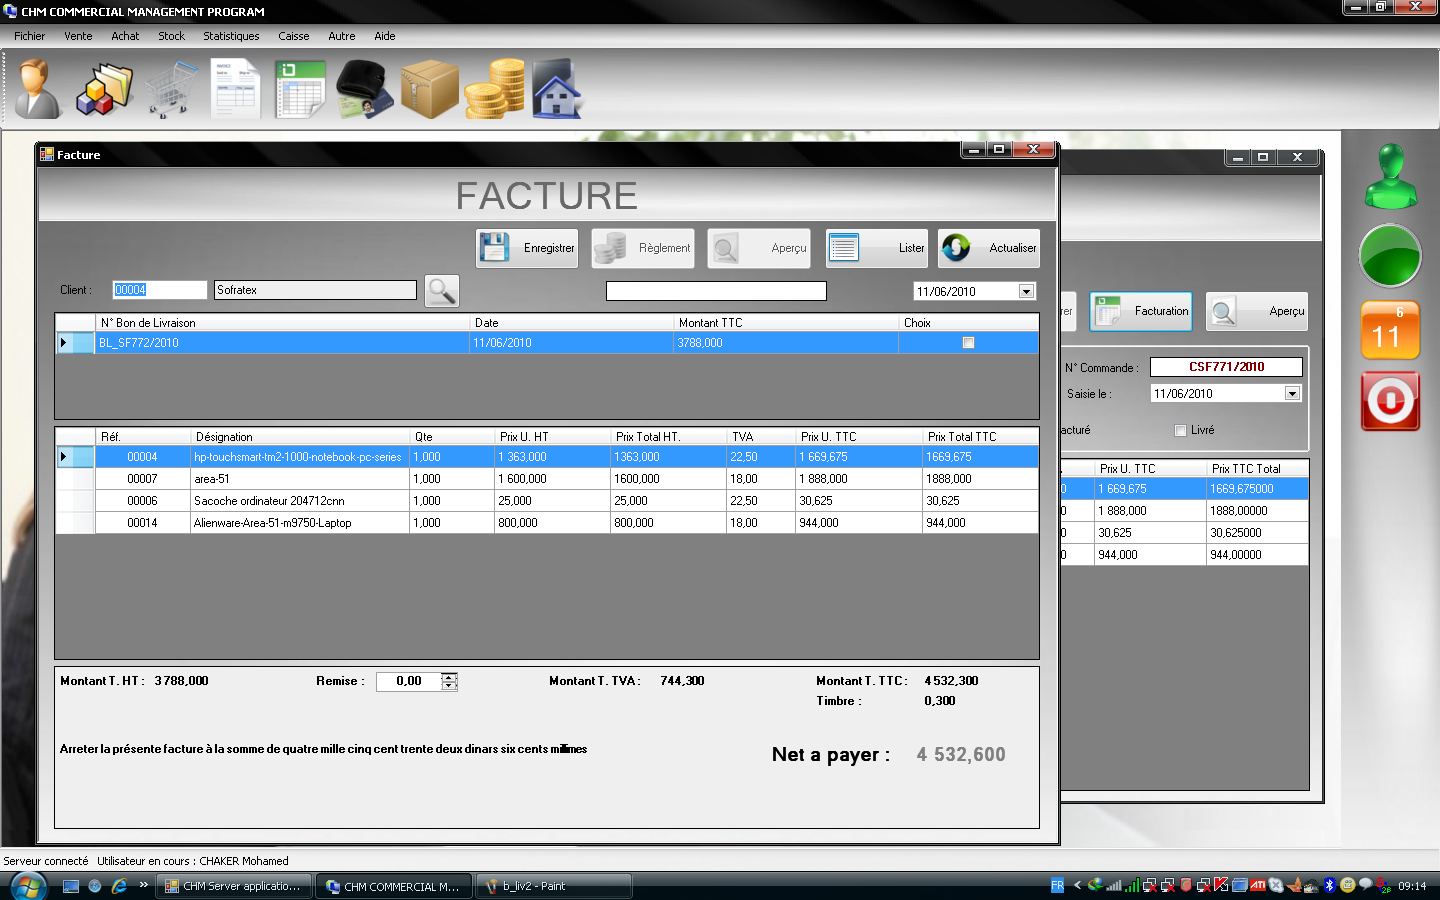 CHM COMMERCIAL MANAGEMENT PROGRAM
Fichier Vente Achat Stock Statistiques Caisse Autre Aide
Facture
FACTURE
Enregistrer Règlement Aperçu Lister Actualiser
Client : 00004 Sofratex 11/06/2010
N° Bon de Livraison Date Montant TTC Choix
BL_SF772/2010 11/06/2010 3788,000
Réf. Désignation Qte Prix U. HT Prix Total HT. TVA Prix U. TTC Prix Total TTC
00004 hp-touchsmart-tm2-1000-notebook-pc-series 1,000 1 363,000 1363,000 22,50 1 669,675 1669,675
00007 area-51 1,000 1 600,000 1600,000 18,00 1 888,000 1888,000
00006 Sacoche ordinateur 204712cnn 1,000 25,000 25,000 22,50 30,625 30,625
00014 Alienware-Area-51-m9750-Laptop 1,000 800,000 800,000 18,00 944,000 944,000
Montant T. HT : 3 788,000 Remise : 0,00 Montant T. TVA : 744,300 Montant T. TTC : 4 532,300
Timbre : 0,300
Arreter la présente facture à la somme de quatre mille cinq cent trente deux dinars six cents millimes
Net a payer : 4 532,600
rer Facturation Aperçu
N° Commande : CSF771/2010
Saisie le : 11/06/2010
acturé Livré
Prix U. TTC Prix TTC Total
0 1 669,675 1669,675000
0 1 888,000 1888,00000
0 30,625 30,625000
0 944,000 944,00000
6
11
Serveur connecté Utilisateur en cours : CHAKER Mohamed
CHM Server applicatio... CHM COMMERCIAL M... b_liv2 - Paint FR ATI 09:14